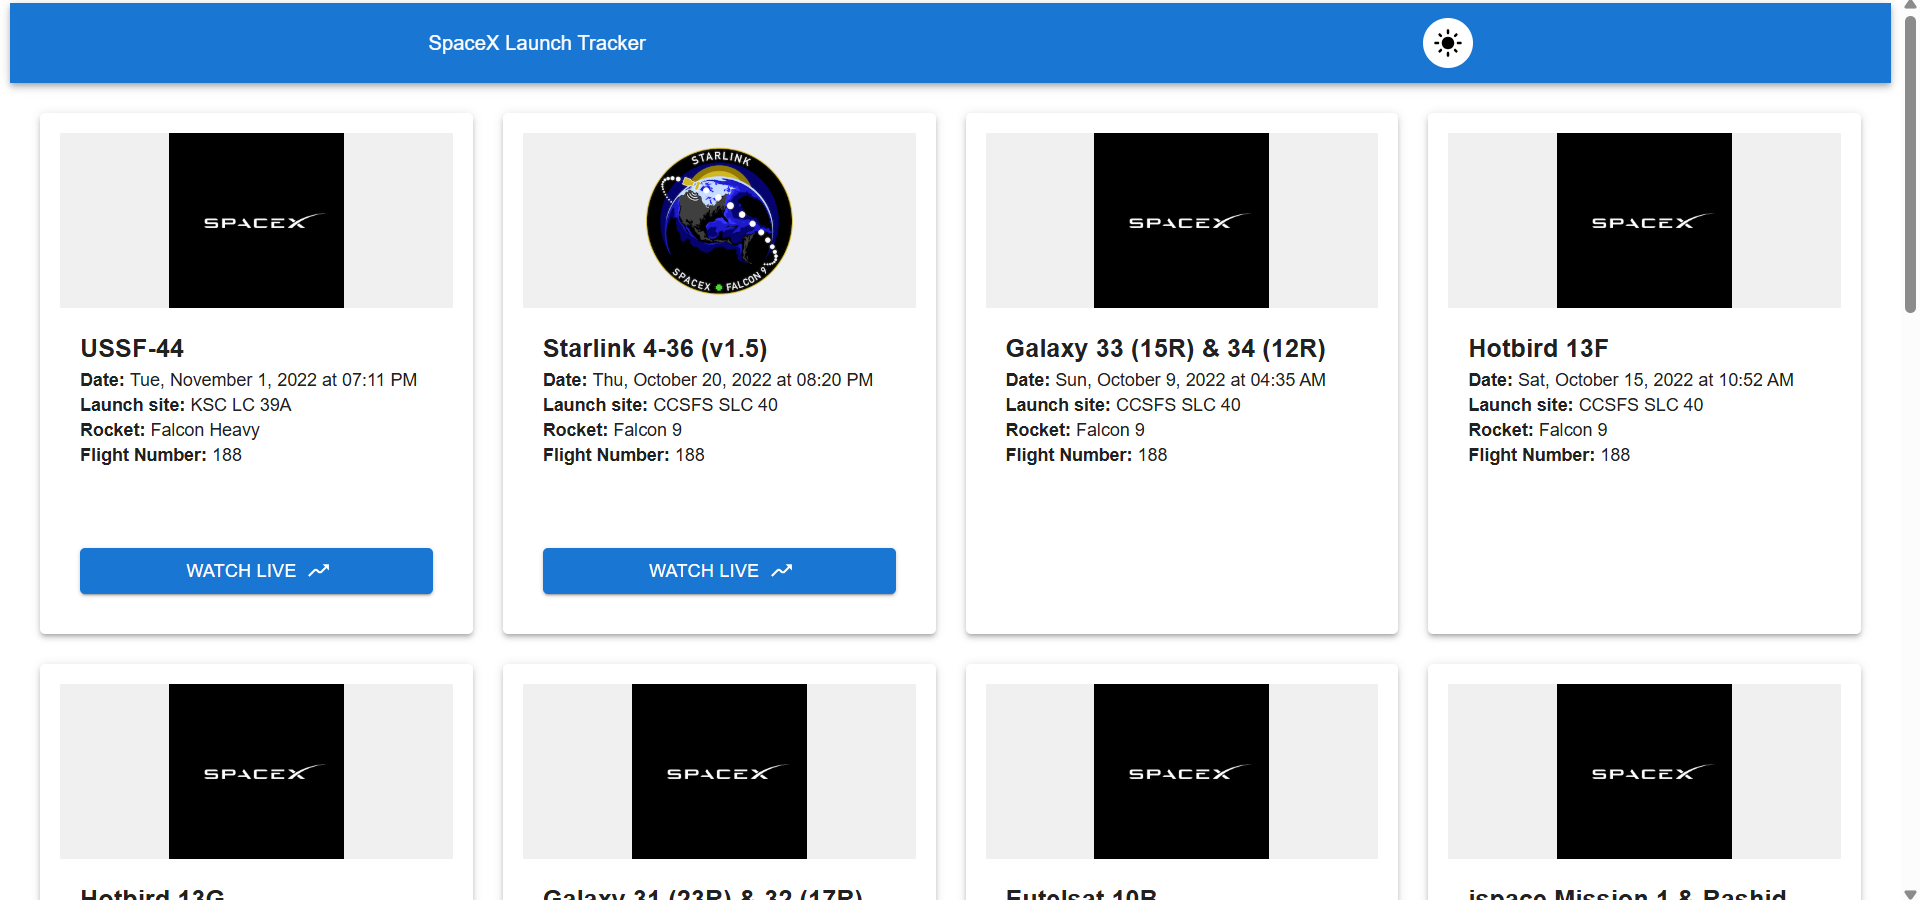 SpaceX Launch Tracker
SPACEX
STARLINK
SPACEX FALCON 9
SPACEX
SPACEX
USSF-44
Date: Tue, November 1, 2022 at 07:11 PM
Launch site: KSC LC 39A
Rocket: Falcon Heavy
Flight Number: 188
WATCH LIVE
Starlink 4-36 (v1.5)
Date: Thu, October 20, 2022 at 08:20 PM
Launch site: CCSFS SLC 40
Rocket: Falcon 9
Flight Number: 188
WATCH LIVE
Galaxy 33 (15R) & 34 (12R)
Date: Sun, October 9, 2022 at 04:35 AM
Launch site: CCSFS SLC 40
Rocket: Falcon 9
Flight Number: 188
Hotbird 13F
Date: Sat, October 15, 2022 at 10:52 AM
Launch site: CCSFS SLC 40
Rocket: Falcon 9
Flight Number: 188
SPACEX
SPACEX
SPACEX
SPACEX
Hotbird 13G
Galaxy 31 (23R) & 32 (17R)
Eutelsat 10B
ispace Mission 1 & Rashid